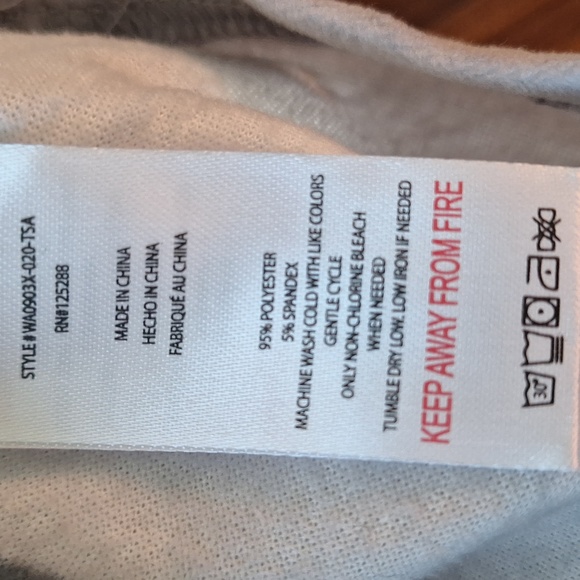 STYLE # WA0903X-020-TSA
RN#125288
MADE IN CHINA
HECHO IN CHINA
FABRIQUÉ AU CHINA
95% POLYESTER
5% SPANDEX
MACHINE WASH COLD WITH LIKE COLORS
GENTLE CYCLE
ONLY NON-CHLORINE BLEACH
WHEN NEEDED
TUMBLE DRY LOW. LOW IRON IF NEEDED
KEEP AWAY FROM FIRE
30°